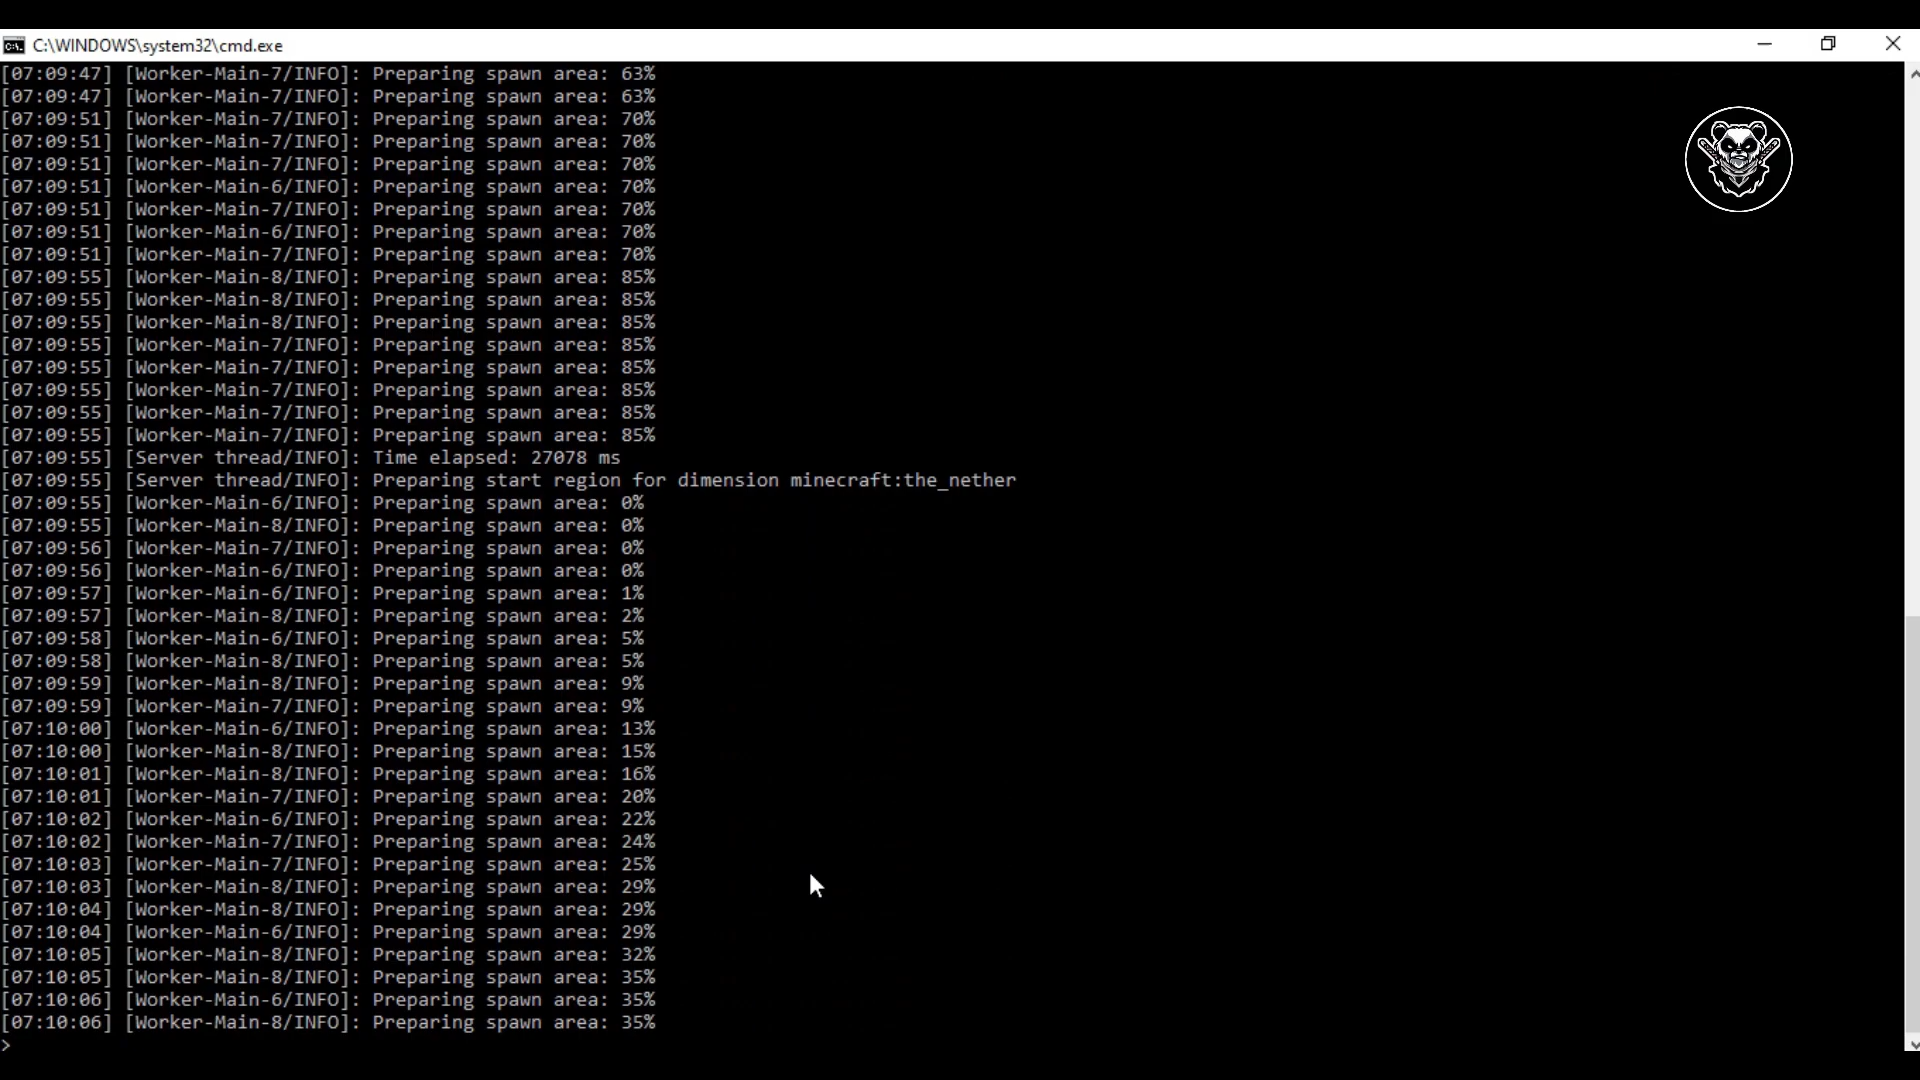 C:\WINDOWS\system32\cmd.exe
[07:09:47] [Worker-Main-7/INFO]: Preparing spawn area: 63%
[07:09:47] [Worker-Main-7/INFO]: Preparing spawn area: 63%
[07:09:51] [Worker-Main-7/INFO]: Preparing spawn area: 70%
[07:09:51] [Worker-Main-7/INFO]: Preparing spawn area: 70%
[07:09:51] [Worker-Main-7/INFO]: Preparing spawn area: 70%
[07:09:51] [Worker-Main-6/INFO]: Preparing spawn area: 70%
[07:09:51] [Worker-Main-7/INFO]: Preparing spawn area: 70%
[07:09:51] [Worker-Main-6/INFO]: Preparing spawn area: 70%
[07:09:51] [Worker-Main-7/INFO]: Preparing spawn area: 70%
[07:09:55] [Worker-Main-8/INFO]: Preparing spawn area: 85%
[07:09:55] [Worker-Main-8/INFO]: Preparing spawn area: 85%
[07:09:55] [Worker-Main-8/INFO]: Preparing spawn area: 85%
[07:09:55] [Worker-Main-7/INFO]: Preparing spawn area: 85%
[07:09:55] [Worker-Main-7/INFO]: Preparing spawn area: 85%
[07:09:55] [Worker-Main-7/INFO]: Preparing spawn area: 85%
[07:09:55] [Worker-Main-7/INFO]: Preparing spawn area: 85%
[07:09:55] [Worker-Main-7/INFO]: Preparing spawn area: 85%
[07:09:55] [Server thread/INFO]: Time elapsed: 27078 ms
[07:09:55] [Server thread/INFO]: Preparing start region for dimension minecraft:the_nether
[07:09:55] [Worker-Main-6/INFO]: Preparing spawn area: 0%
[07:09:55] [Worker-Main-8/INFO]: Preparing spawn area: 0%
[07:09:56] [Worker-Main-7/INFO]: Preparing spawn area: 0%
[07:09:56] [Worker-Main-6/INFO]: Preparing spawn area: 0%
[07:09:57] [Worker-Main-6/INFO]: Preparing spawn area: 1%
[07:09:57] [Worker-Main-8/INFO]: Preparing spawn area: 2%
[07:09:58] [Worker-Main-6/INFO]: Preparing spawn area: 5%
[07:09:58] [Worker-Main-8/INFO]: Preparing spawn area: 5%
[07:09:59] [Worker-Main-8/INFO]: Preparing spawn area: 9%
[07:09:59] [Worker-Main-7/INFO]: Preparing spawn area: 9%
[07:10:00] [Worker-Main-6/INFO]: Preparing spawn area: 13%
[07:10:00] [Worker-Main-8/INFO]: Preparing spawn area: 15%
[07:10:01] [Worker-Main-8/INFO]: Preparing spawn area: 16%
[07:10:01] [Worker-Main-7/INFO]: Preparing spawn area: 20%
[07:10:02] [Worker-Main-6/INFO]: Preparing spawn area: 22%
[07:10:02] [Worker-Main-7/INFO]: Preparing spawn area: 24%
[07:10:03] [Worker-Main-7/INFO]: Preparing spawn area: 25%
[07:10:03] [Worker-Main-8/INFO]: Preparing spawn area: 29%
[07:10:04] [Worker-Main-8/INFO]: Preparing spawn area: 29%
[07:10:04] [Worker-Main-6/INFO]: Preparing spawn area: 29%
[07:10:05] [Worker-Main-8/INFO]: Preparing spawn area: 32%
[07:10:05] [Worker-Main-8/INFO]: Preparing spawn area: 35%
[07:10:06] [Worker-Main-6/INFO]: Preparing spawn area: 35%
[07:10:06] [Worker-Main-8/INFO]: Preparing spawn area: 35%
>